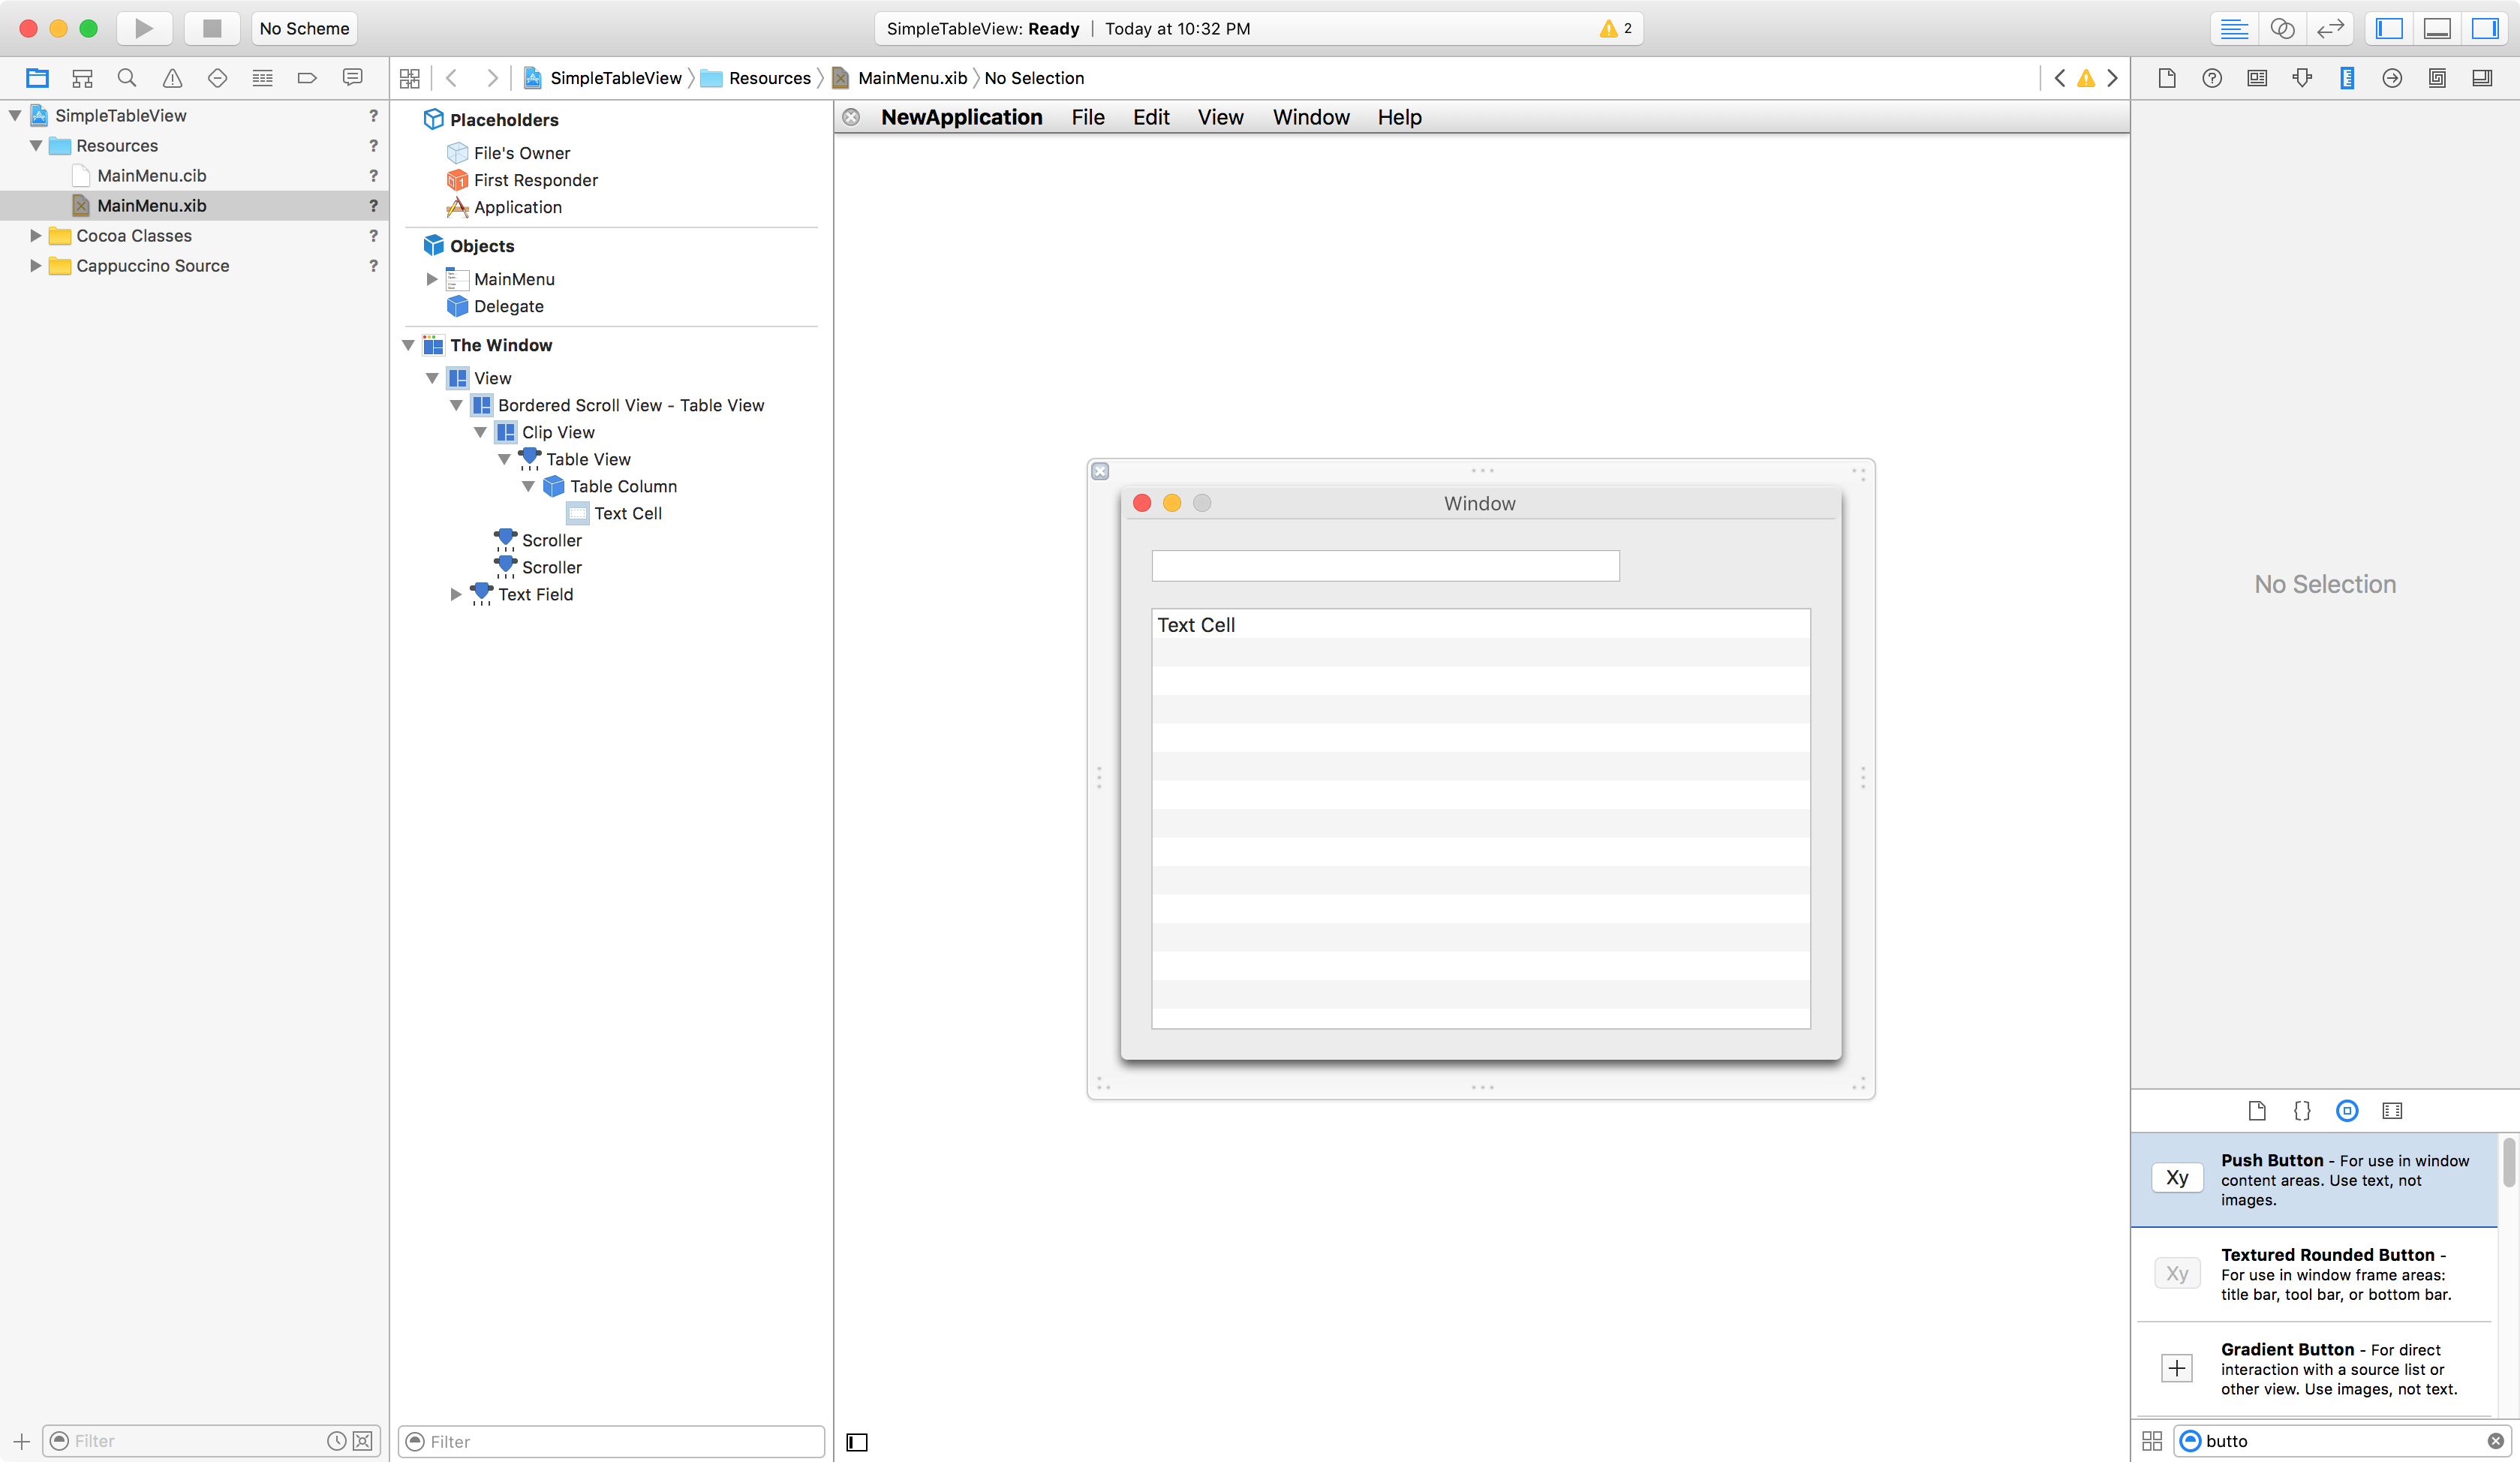 No Scheme
SimpleTableView: Ready | Today at 10:32 PM
2
SimpleTableView
Resources
MainMenu.xib
No Selection
SimpleTableView ?
Resources ?
MainMenu.cib ?
MainMenu.xib ?
Cocoa Classes ?
Cappuccino Source ?
Filter
Placeholders
File's Owner
First Responder
Application
Objects
MainMenu
Delegate
The Window
View
Bordered Scroll View - Table View
Clip View
Table View
Table Column
Text Cell
Scroller
Scroller
Text Field
Filter
NewApplication File Edit View Window Help
Window
Text Cell
No Selection
Xy
Push Button - For use in window
content areas. Use text, not
images.
Xy
Textured Rounded Button -
For use in window frame areas:
title bar, tool bar, or bottom bar.
Gradient Button - For direct
interaction with a source list or
other view. Use images, not text.
butto